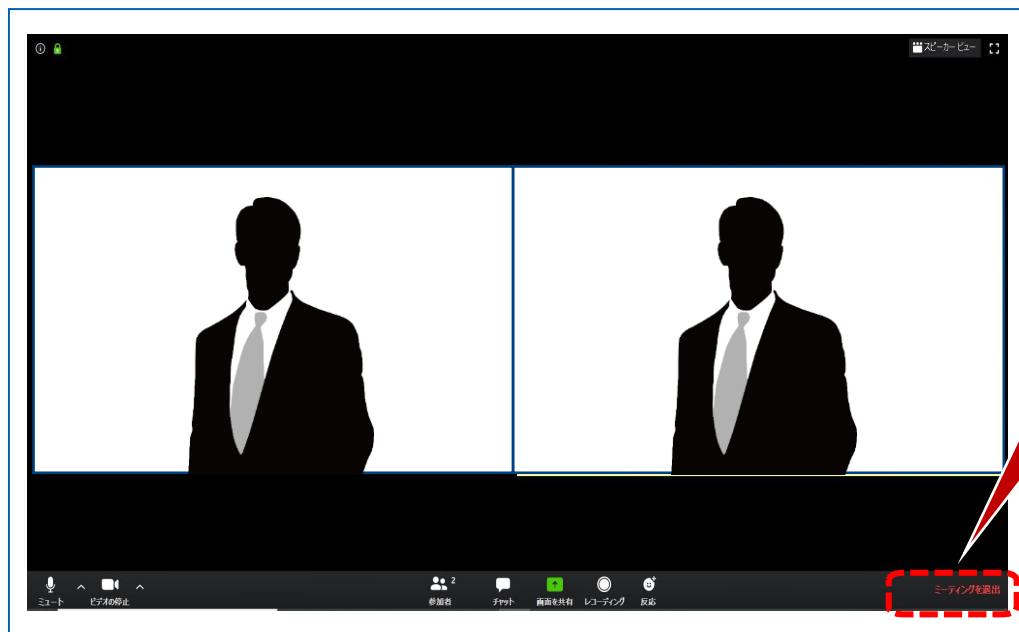 スピーカー ビュー
ミュート
ビデオの停止
2
参加者
チャット
画面を共有
レコーディング
反応
ミーティングを退出